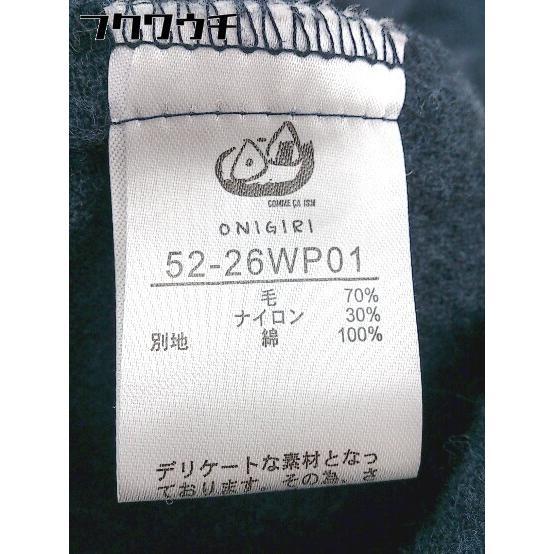 フクウウチ
COMME ÇA ISM
ONIGIRI
52-26WP01
毛 70%
ナイロン 30%
別地 綿 100%
デリケートな素材となっ
ております。その為、さ